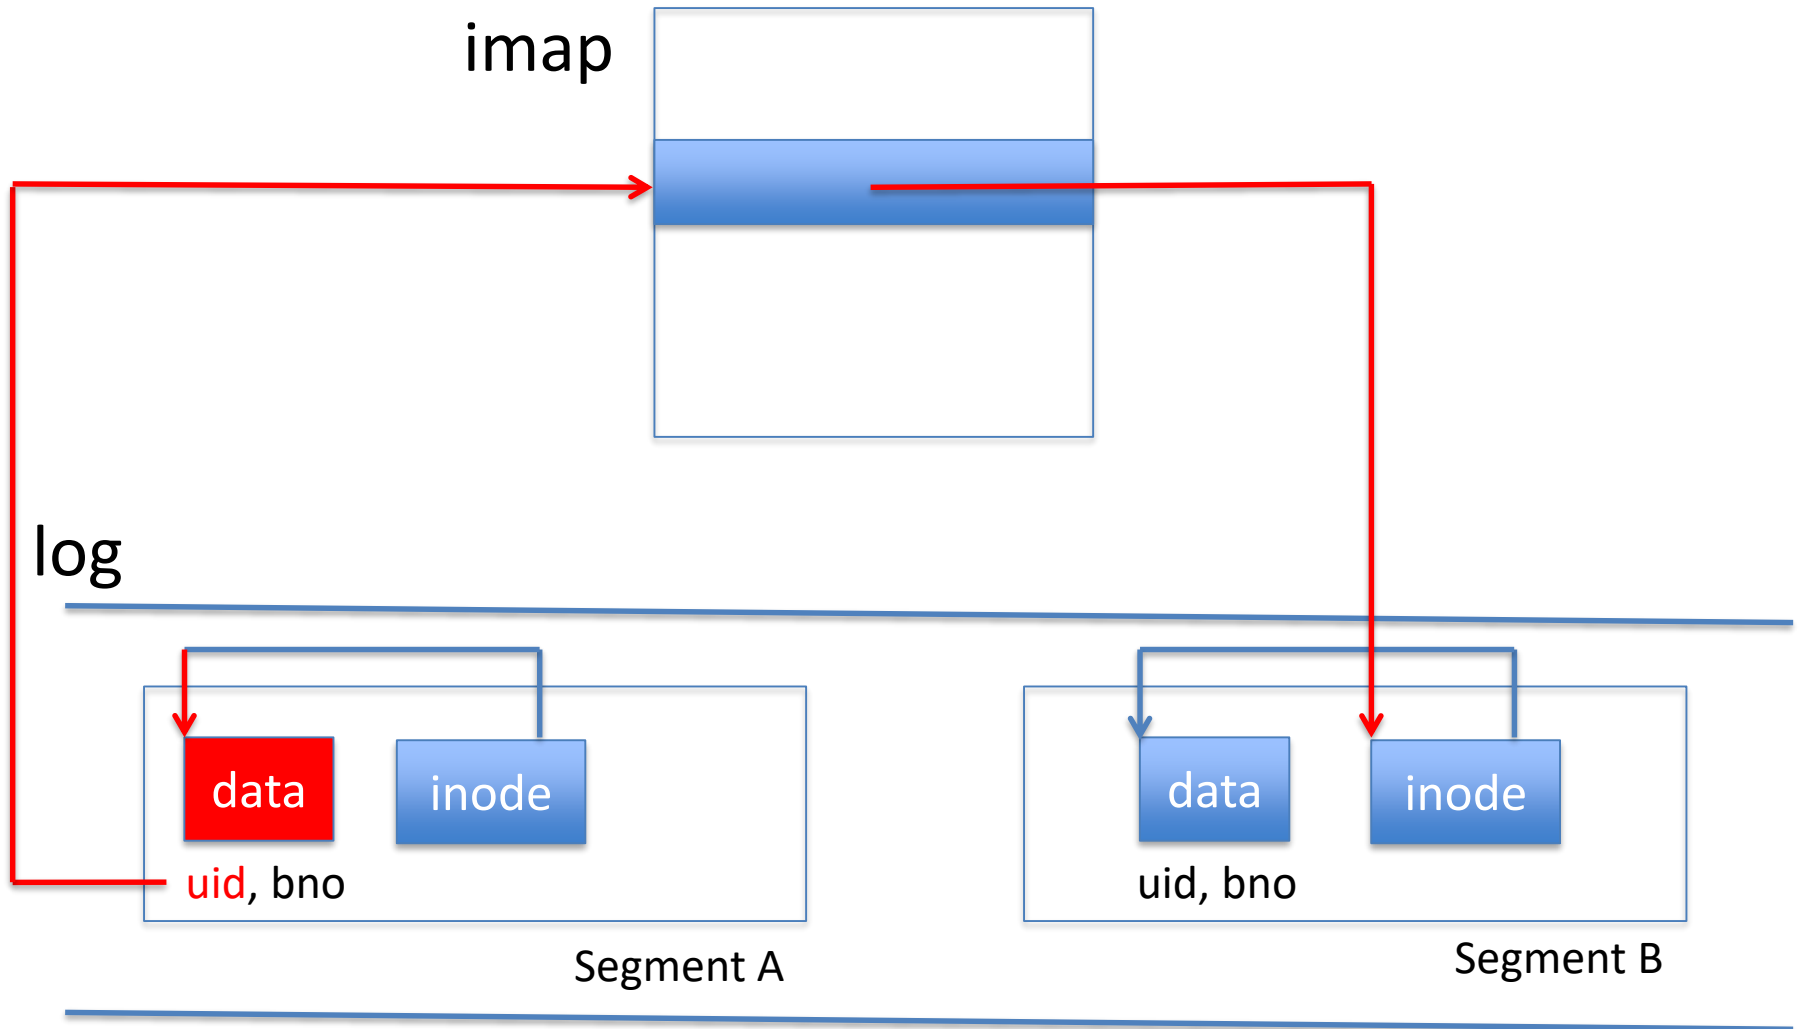 imap
log
data
inode
uid, bno
Segment A
data
inode
uid, bno
Segment B